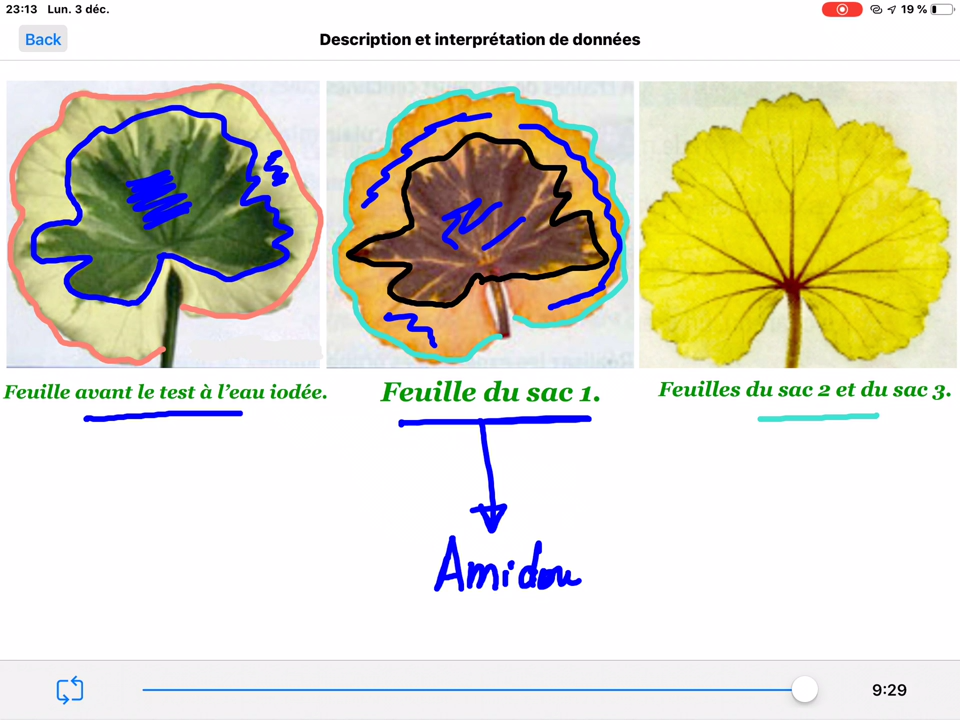 23:13 Lun. 3 déc.
19 %
Back
Description et interprétation de données
Feuille avant le test à l'eau iodée.
Feuille du sac 1.
Feuilles du sac 2 et du sac 3.
Amidon
9:29